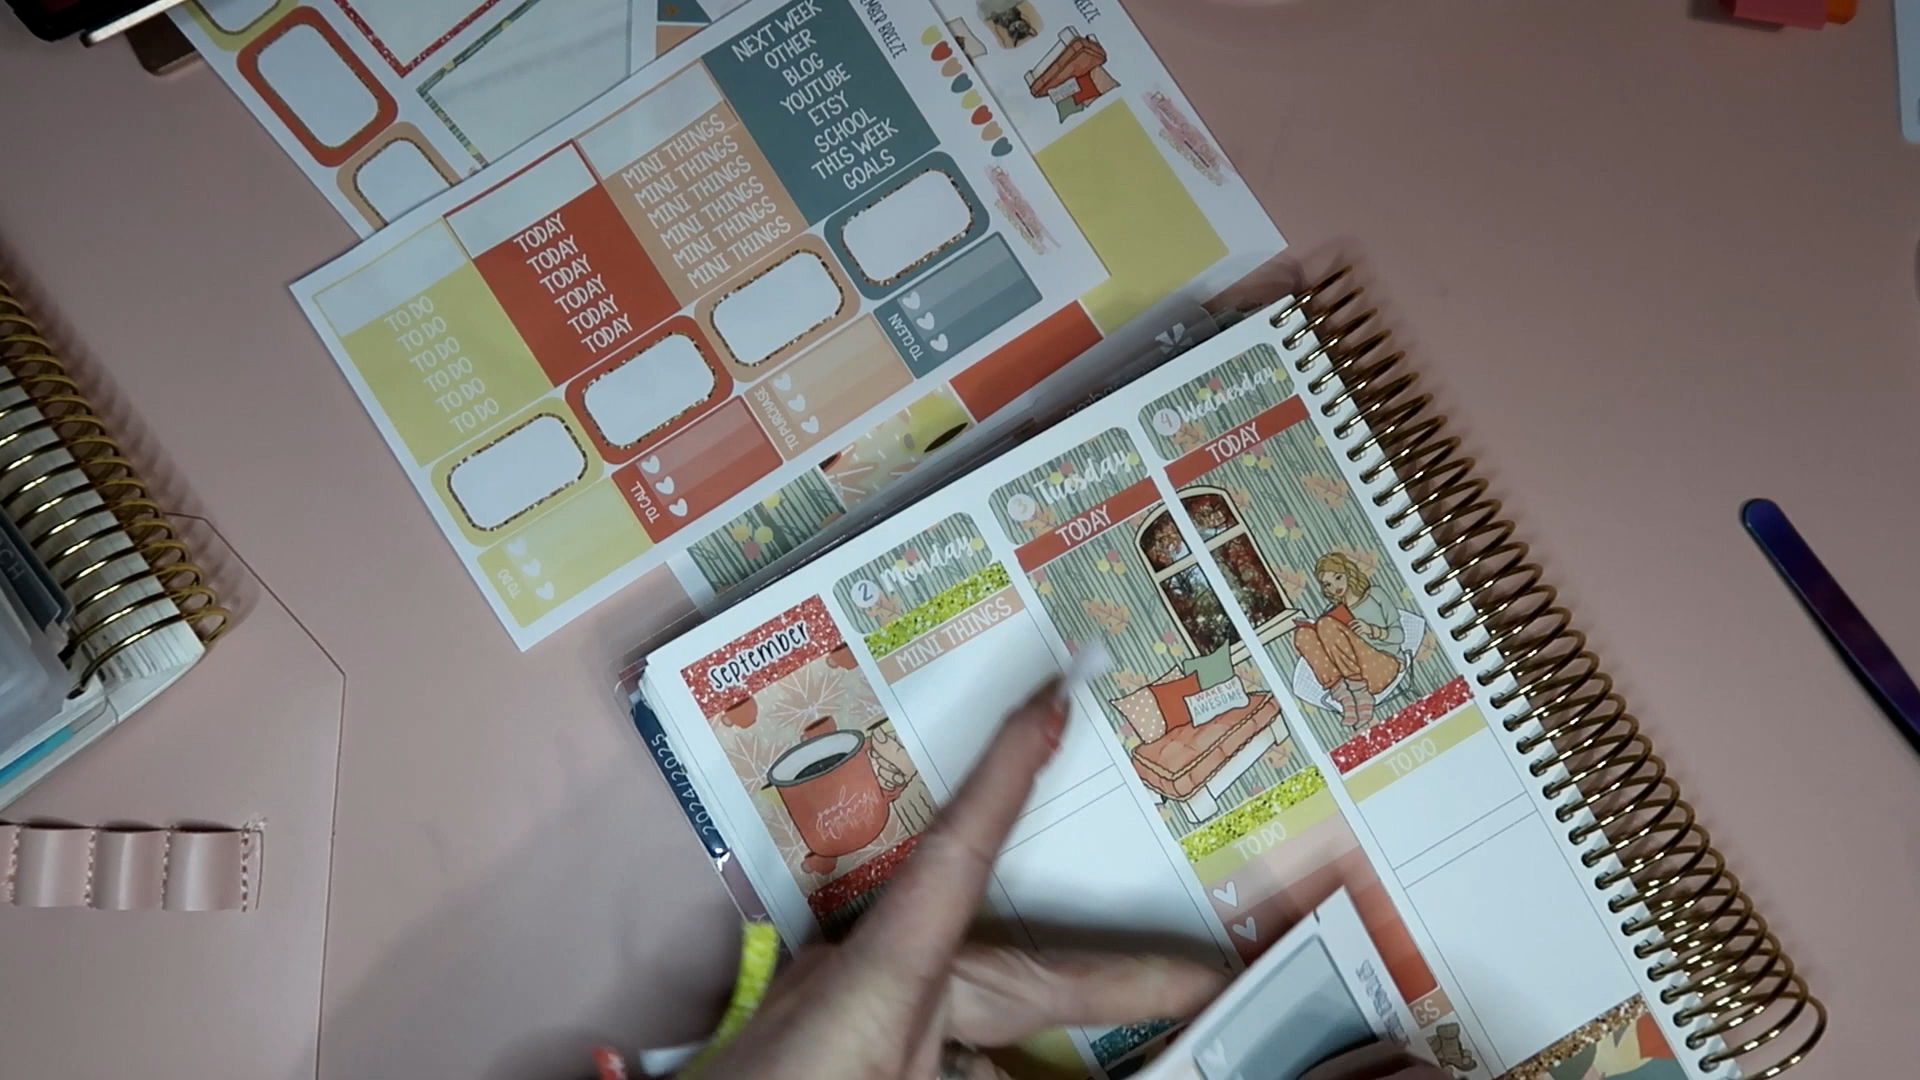 NEXT WEEK
OTHER
BLOG
YOUTUBE
ETSY
SCHOOL
THIS WEEK
GOALS
MINI THINGS
MINI THINGS
MINI THINGS
MINI THINGS
MINI THINGS
MINI THINGS
TODAY
TODAY
TODAY
TODAY
TODAY
TODAY
TO DO
TO DO
TO DO
TO DO
TO DO
TO DO
TO CLEAN
TO PURCHASE
TO CALL
TO DO
BREEZE
September
2 Monday
MINI THINGS
3 Tuesday
TODAY
4 Wednesday
TODAY
I WAKE UP
AWESOME
TO DO
TO DO
2024/2025